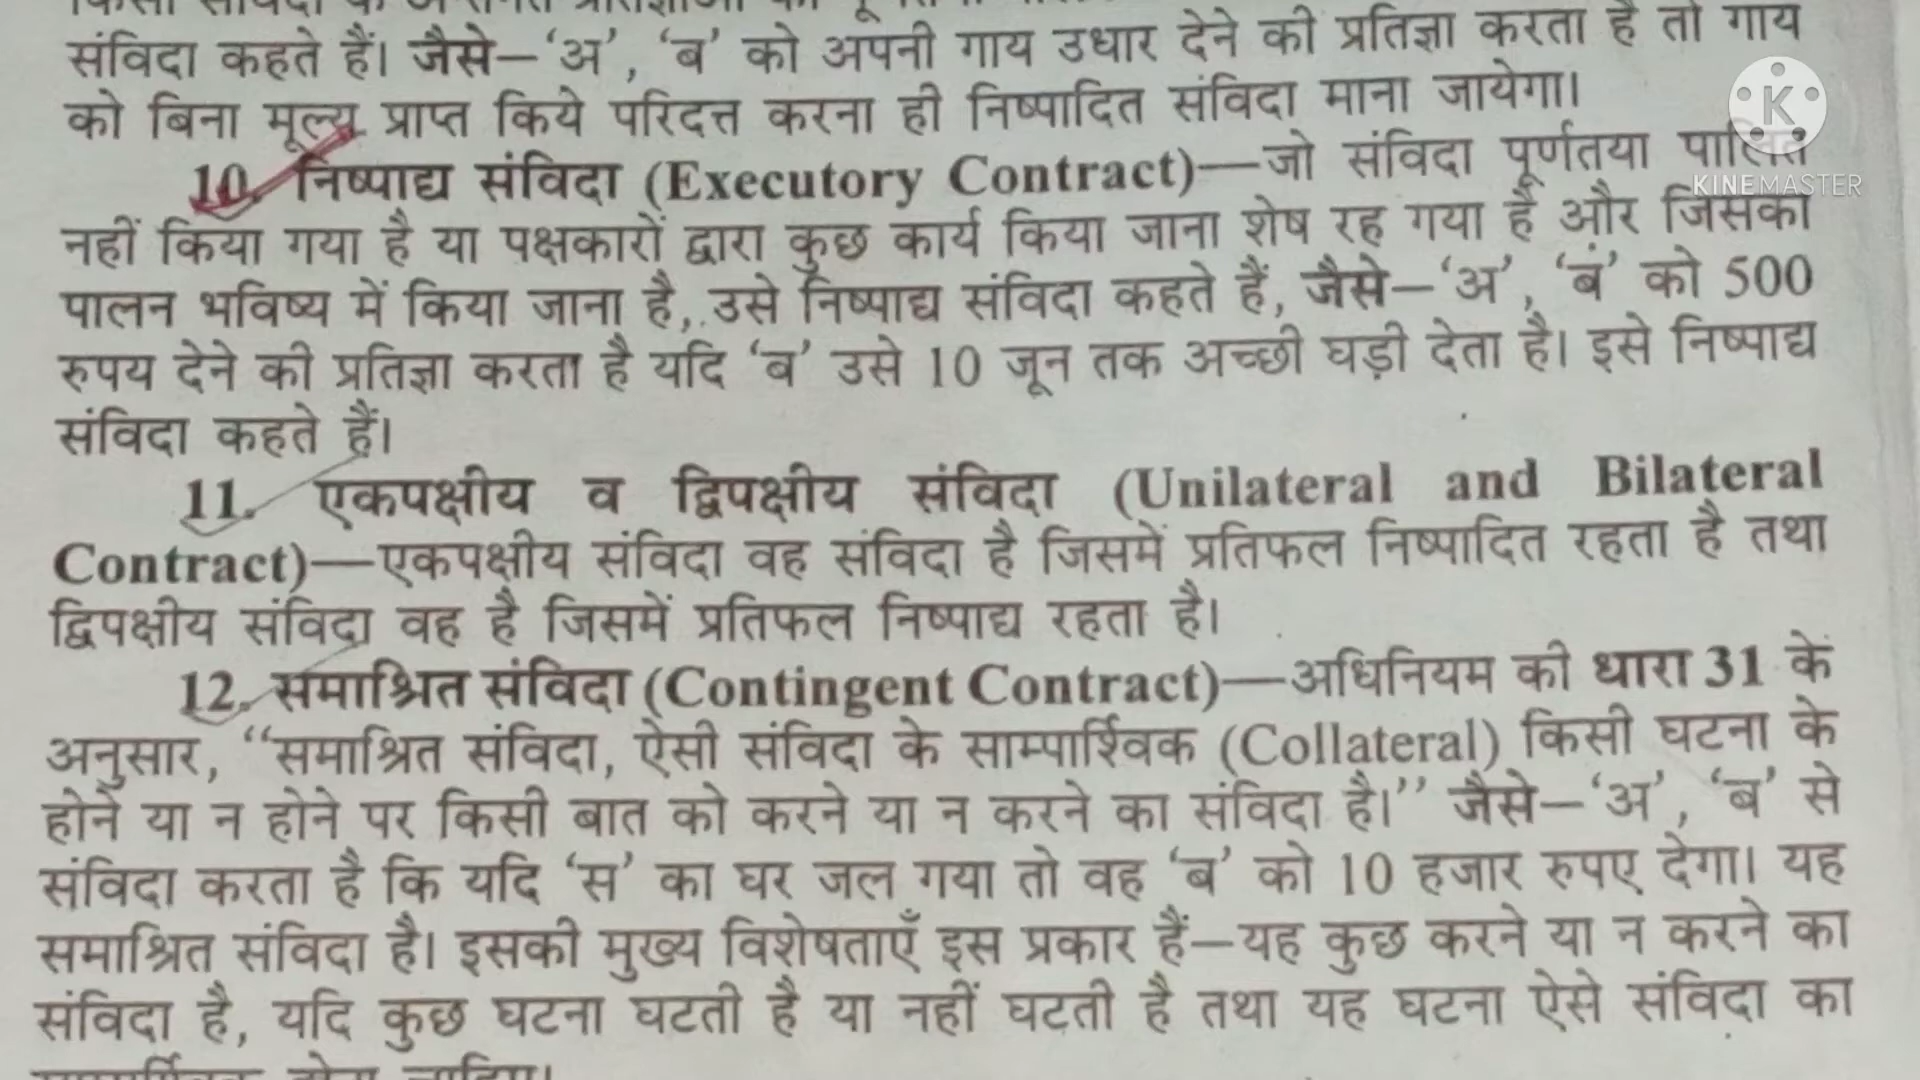 संविदा कहते हैं। जैसे—‘अ’, ‘ब’ को अपनी गाय उधार देने की प्रतिज्ञा करता है तो गाय
को बिना मूल्य प्राप्त किये परिदत्त करना ही निष्पादित संविदा माना जायेगा।
10. निष्पाद्य संविदा (Executory Contract)—जो संविदा पूर्णतया पालित
नहीं किया गया है या पक्षकारों द्वारा कुछ कार्य किया जाना शेष रह गया है और जिसका
पालन भविष्य में किया जाना है, उसे निष्पाद्य संविदा कहते हैं, जैसे—‘अ’, ‘ब’ को 500
रुपय देने की प्रतिज्ञा करता है यदि ‘ब’ उसे 10 जून तक अच्छी घड़ी देता है। इसे निष्पाद्य
संविदा कहते हैं।
11. एकपक्षीय व द्विपक्षीय संविदा (Unilateral and Bilateral
Contract)—एकपक्षीय संविदा वह संविदा है जिसमें प्रतिफल निष्पादित रहता है तथा
द्विपक्षीय संविदा वह है जिसमें प्रतिफल निष्पाद्य रहता है।
12. समाश्रित संविदा (Contingent Contract)—अधिनियम की धारा 31 के
अनुसार, “समाश्रित संविदा, ऐसी संविदा के साम्पार्श्विक (Collateral) किसी घटना के
होने या न होने पर किसी बात को करने या न करने का संविदा है।” जैसे—‘अ’, ‘ब’ से
संविदा करता है कि यदि ‘स’ का घर जल गया तो वह ‘ब’ को 10 हजार रुपए देगा। यह
समाश्रित संविदा है। इसकी मुख्य विशेषताएँ इस प्रकार हैं—यह कुछ करने या न करने का
संविदा है, यदि कुछ घटना घटती है या नहीं घटती है तथा यह घटना ऐसे संविदा का
K
KINEMASTER